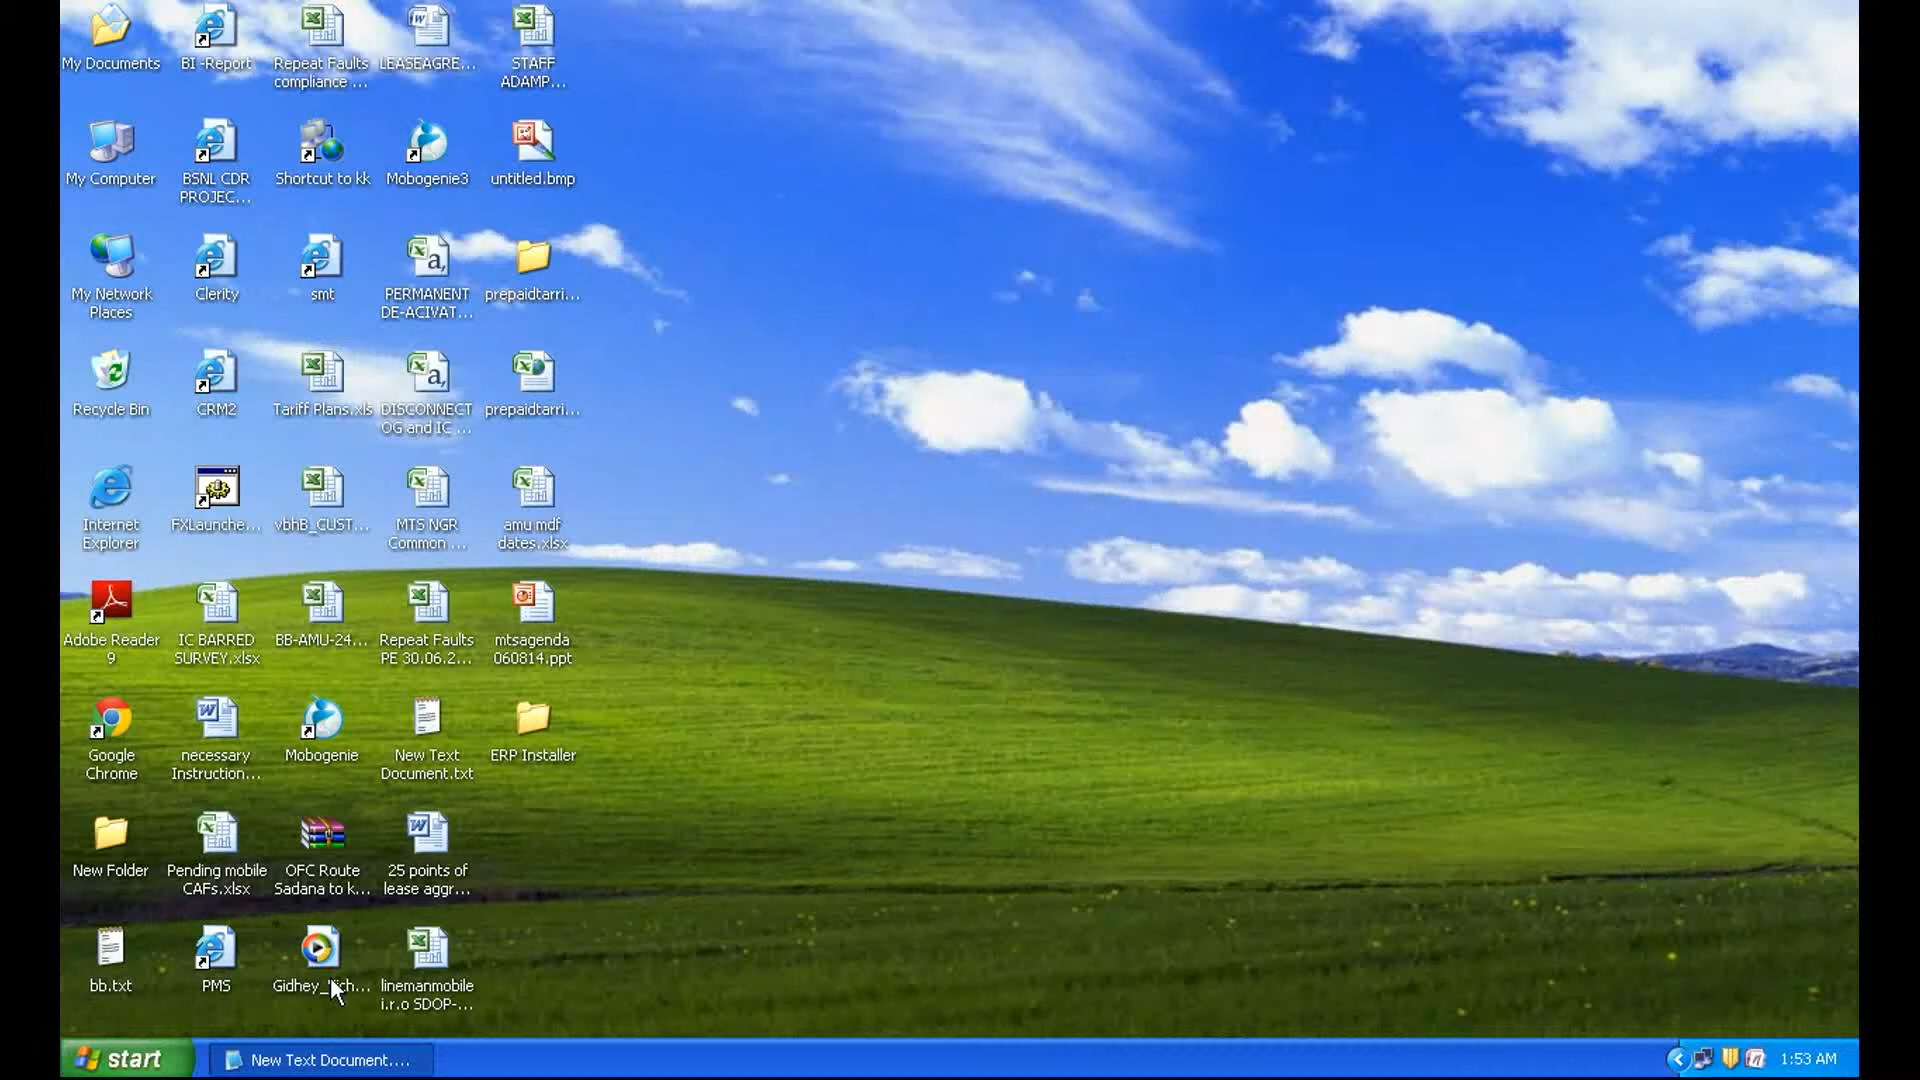 My Documents
BI -Report
Repeat Faults
compliance ...
LEASEAGRE...
STAFF
ADAMP...
My Computer
BSNL CDR
PROJEC...
Shortcut to kk
Mobogenie3
untitled.bmp
My Network
Places
Clerity
smt
PERMANENT
DE-ACIVAT...
prepaidtarri...
Recycle Bin
CRM2
Tariff Plans.xls
DISCONNECT
OG and IC ...
prepaidtarri...
Internet
Explorer
FXLaunche...
vbhB_CUST...
MTS NGR
Common ...
amu mdf
dates.xlsx
Adobe Reader
9
IC BARRED
SURVEY.xlsx
BB-AMU-24...
Repeat Faults
PE 30.06.2...
mtsagenda
060814.ppt
Google
Chrome
necessary
Instruction...
Mobogenie
New Text
Document.txt
ERP Installer
New Folder
Pending mobile
CAFs.xlsx
OFC Route
Sadana to k...
25 points of
lease aggr...
bb.txt
PMS
linemanmobile
i.r.o SDOP-...
start
New Text Document....
1:53 AM